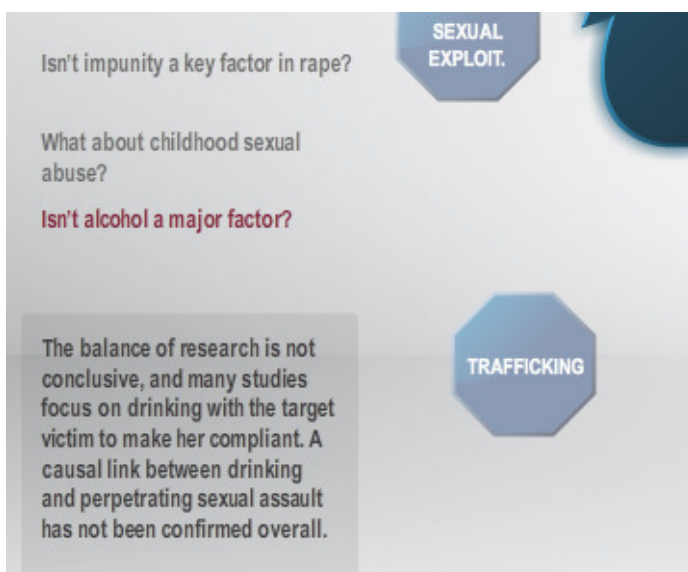 SEXUAL
EXPLOIT.
Isn't impunity a key factor in rape?
What about childhood sexual
abuse?
Isn't alcohol a major factor?
The balance of research is not
conclusive, and many studies
focus on drinking with the target
victim to make her compliant. A
causal link between drinking
and perpetrating sexual assault
has not been confirmed overall.
TRAFFICKING